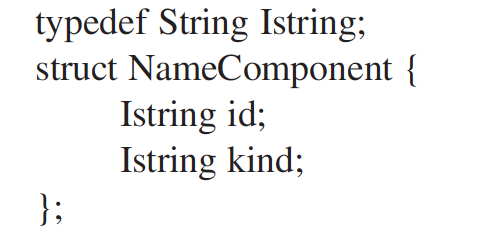 typedef String Istring;
struct NameComponent {
Istring id;
Istring kind;
};